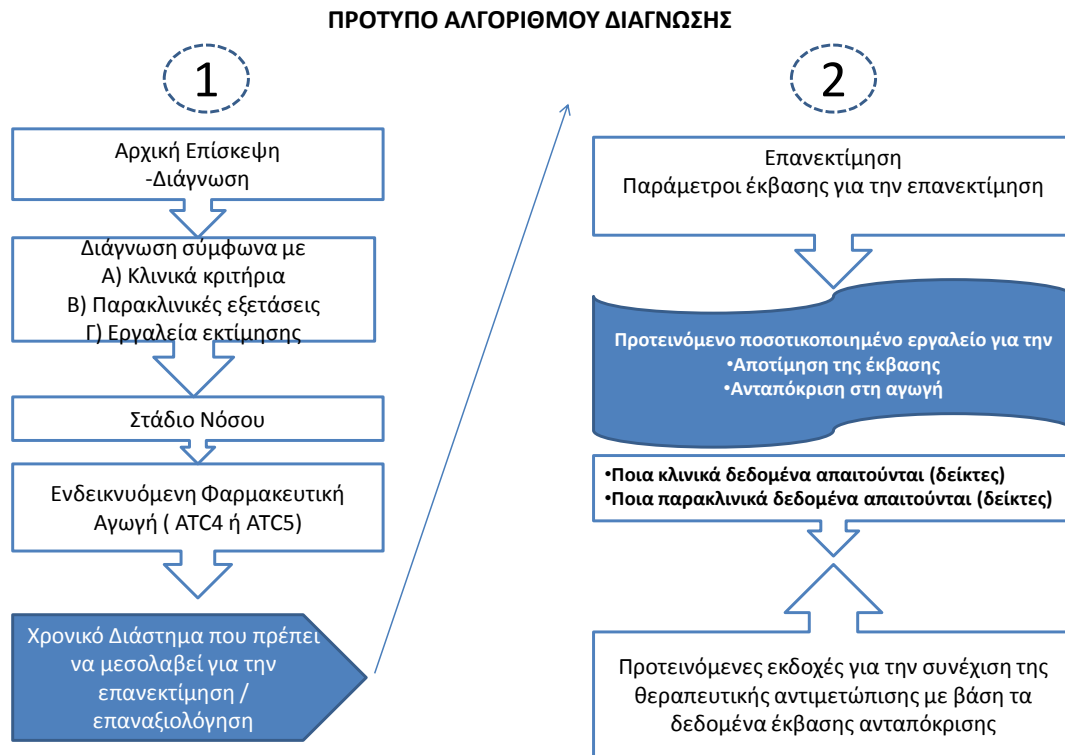 ΠΡΟΤΥΠΟ ΑΛΓΟΡΙΘΜΟΥ ΔΙΑΓΝΩΣΗΣ
1
Αρχική Επίσκεψη
-Διάγνωση
Διάγνωση σύμφωνα με
Α) Κλινικά κριτήρια
Β) Παρακλινικές εξετάσεις
Γ) Εργαλεία εκτίμησης
Στάδιο Νόσου
Ενδεικνυόμενη Φαρμακευτική
Αγωγή ( ATC4 ή ATC5)
Χρονικό Διάστημα που πρέπει
να μεσολαβεί για την
επανεκτίμηση /
επαναξιολόγηση
2
Επανεκτίμηση
Παράμετροι έκβασης για την επανεκτίμηση
Προτεινόμενο ποσοτικοποιημένο εργαλείο για την
•Αποτίμηση της έκβασης
•Ανταπόκριση στη αγωγή
•Ποια κλινικά δεδομένα απαιτούνται (δείκτες)
•Ποια παρακλινικά δεδομένα απαιτούνται (δείκτες)
Προτεινόμενες εκδοχές για την συνέχιση της
θεραπευτικής αντιμετώπισης με βάση τα
δεδομένα έκβασης ανταπόκρισης